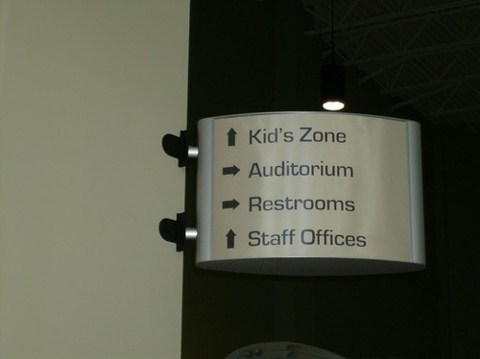 Kid's Zone
Auditorium
Restrooms
Staff Offices